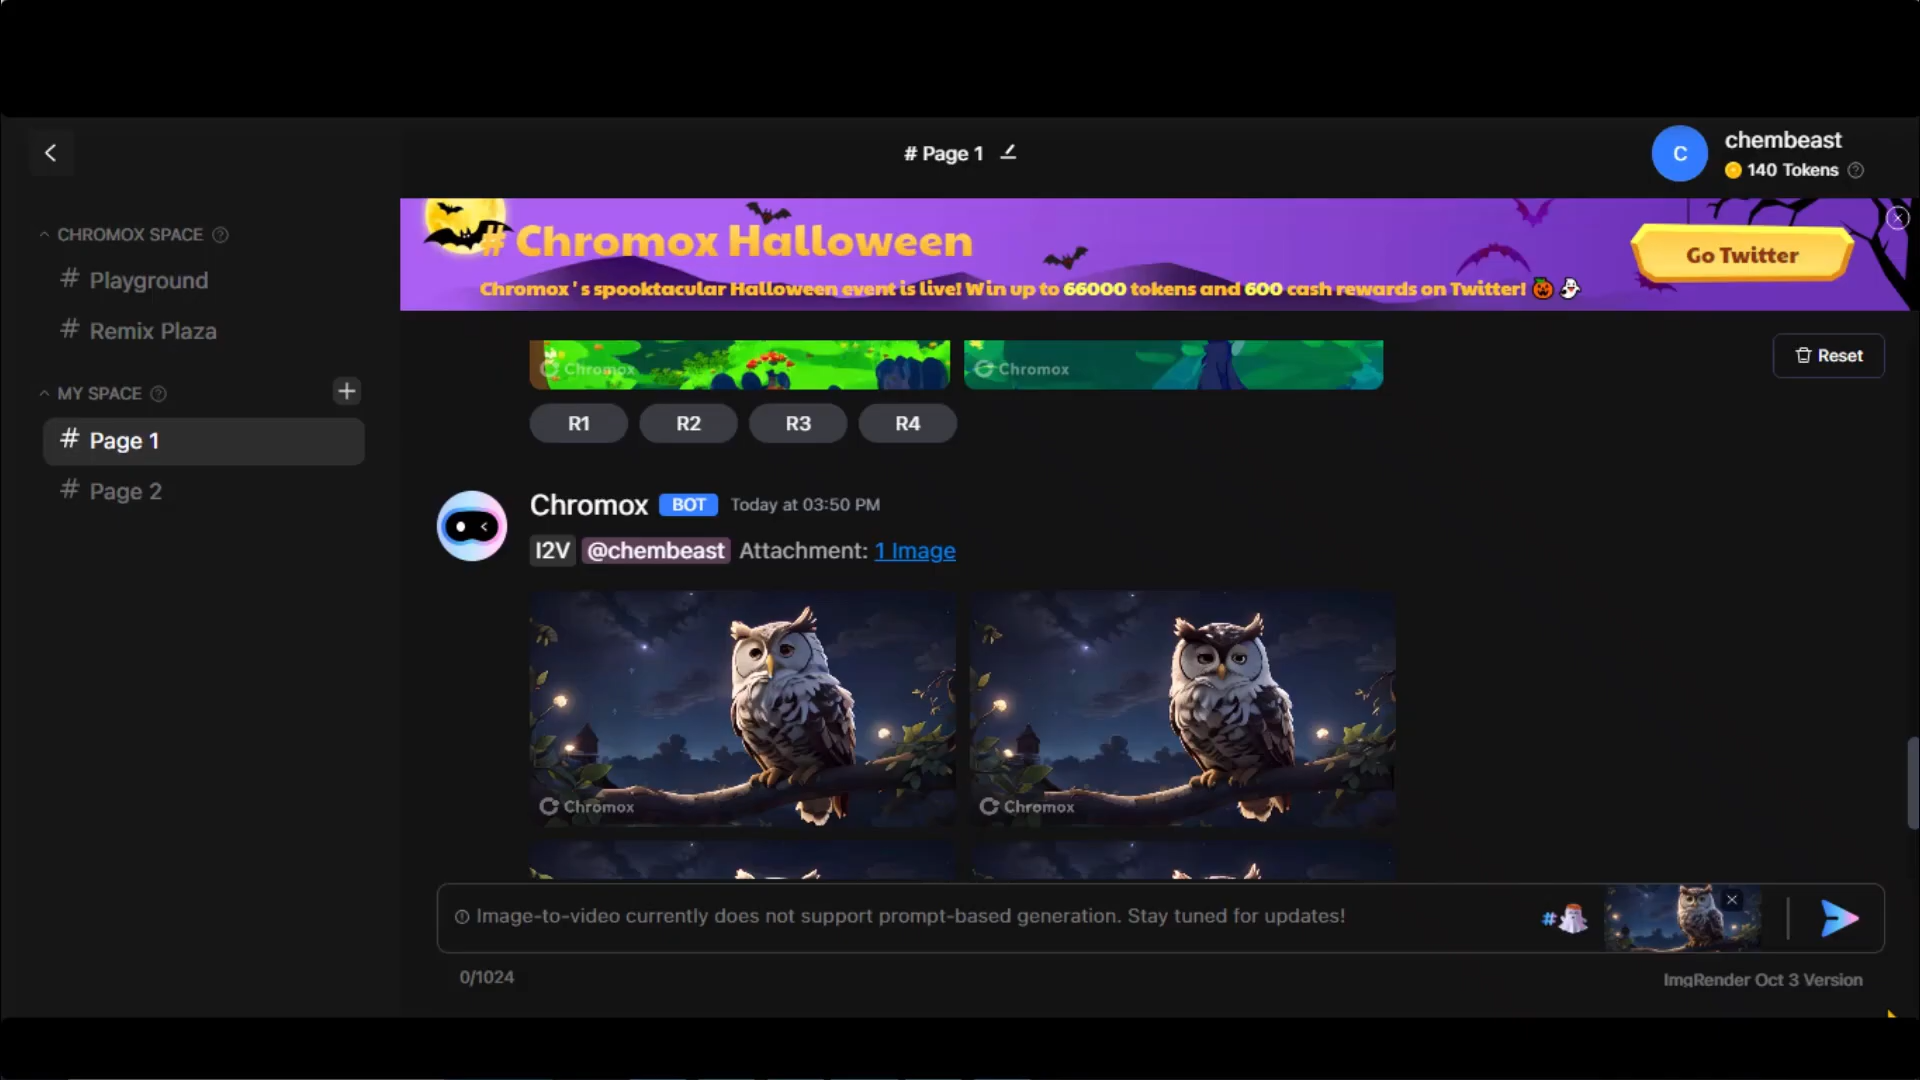 # Page 1
chembeast
C
140 Tokens
CHROMOX SPACE
# Playground
# Remix Plaza
MY SPACE
+
# Page 1
# Page 2
# Chromox Halloween
Chromox 's spooktacular Halloween event is live! Win up to 66000 tokens and 600 cash rewards on Twitter!
Go Twitter
Reset
Chromox
Chromox
R1
R2
R3
R4
Chromox BOT Today at 03:50 PM
I2V @chembeast Attachment: 1 Image
Chromox
Chromox
Image-to-video currently does not support prompt-based generation. Stay tuned for updates!
#
0/1024
ImgRender Oct 3 Version